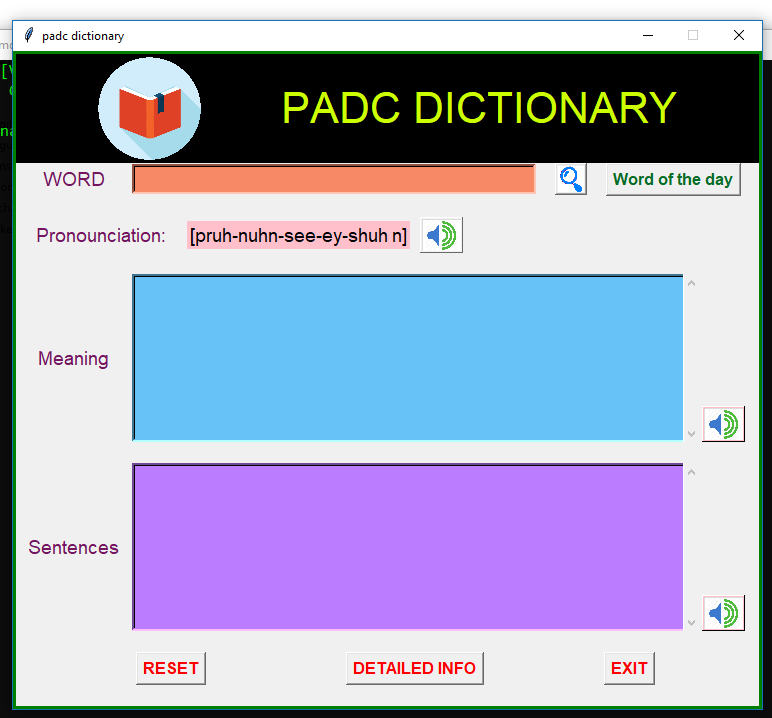 padc dictionary
PADC DICTIONARY
WORD
Word of the day
Pronounciation: [pruh-nuhn-see-ey-shuh n]
Meaning
Sentences
RESET DETAILED INFO EXIT